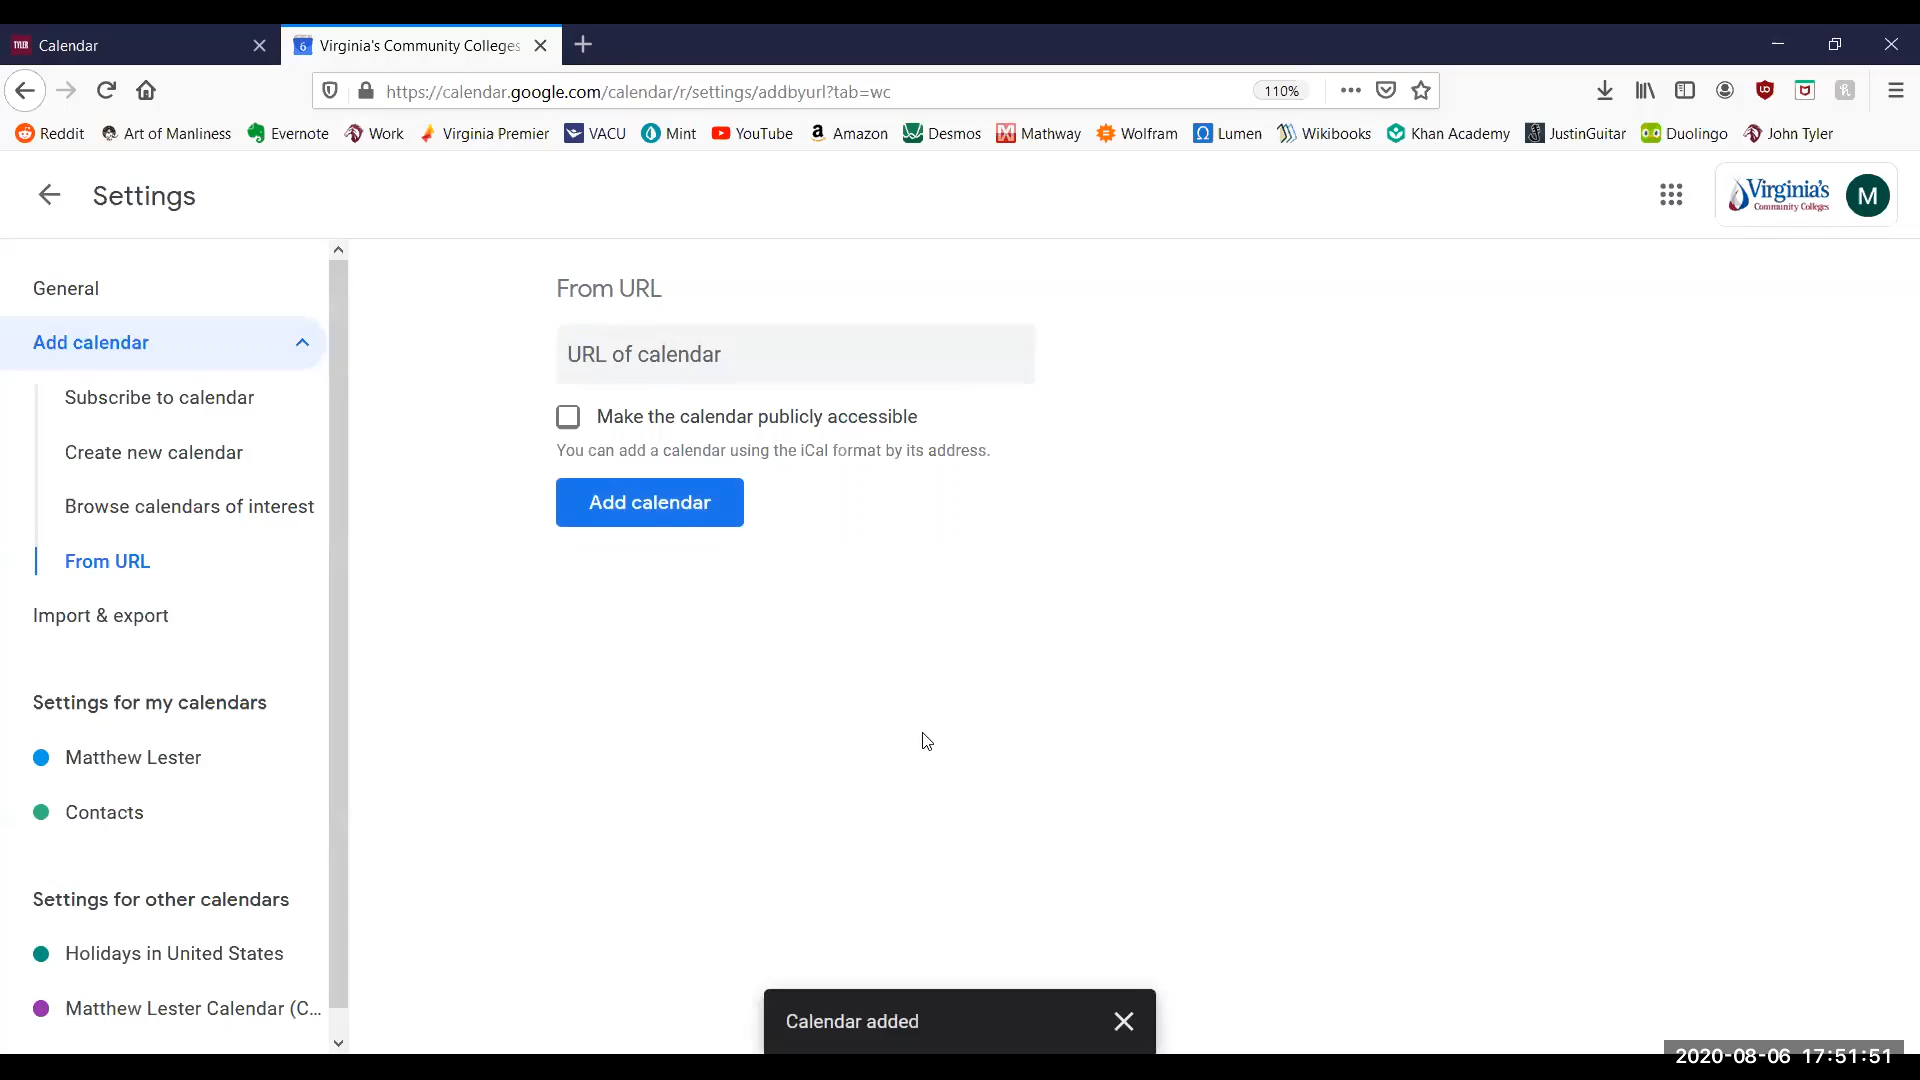 TYLER Calendar
6 Virginia's Community Colleges
https://calendar.google.com/calendar/r/settings/addbyurl?tab=wc
110%
Reddit Art of Manliness Evernote Work Virginia Premier VACU Mint YouTube Amazon Desmos Mathway Wolfram Lumen Wikibooks Khan Academy JustinGuitar Duolingo John Tyler
Settings
Virginia's
Community Colleges
M
General
Add calendar
Subscribe to calendar
Create new calendar
Browse calendars of interest
From URL
Import & export
Settings for my calendars
Matthew Lester
Contacts
Settings for other calendars
Holidays in United States
Matthew Lester Calendar (C...
From URL
URL of calendar
Make the calendar publicly accessible
You can add a calendar using the iCal format by its address.
Add calendar
Calendar added
2020-08-06 17:51:51